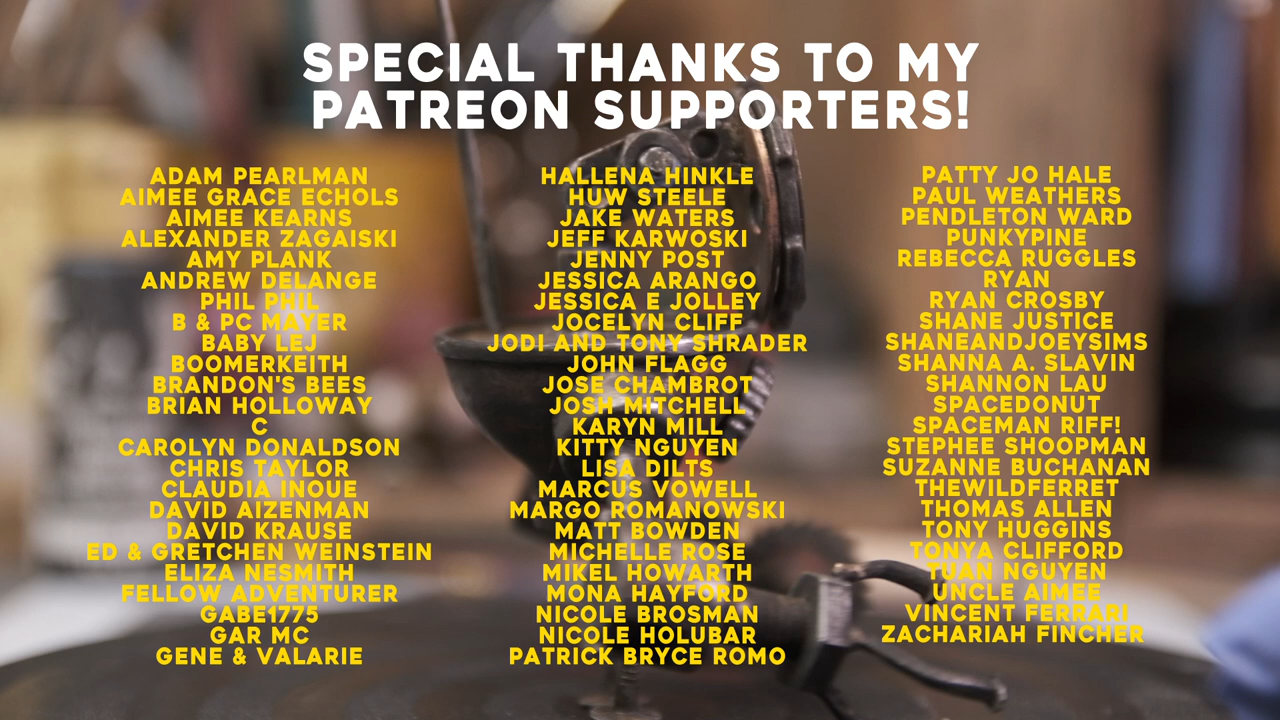 SPECIAL THANKS TO MY
PATREON SUPPORTERS!
ADAM PEARLMAN
AIMEE GRACE ECHOLS
AIMEE KEARNS
ALEXANDER ZAGAISKI
AMY PLANK
ANDREW DELANGE
PHIL PHIL
B & PC MAYER
BABY LEJ
BOOMERKEITH
BRANDON'S BEES
BRIAN HOLLOWAY
C
CAROLYN DONALDSON
CHRIS TAYLOR
CLAUDIA INOUE
DAVID AIZENMAN
DAVID KRAUSE
ED & GRETCHEN WEINSTEIN
ELIZA NESMITH
FELLOW ADVENTURER
GABE1775
GAR MC
GENE & VALARIE
HALLENA HINKLE
HUW STEELE
JAKE WATERS
JEFF KARWOSKI
JENNY POST
JESSICA ARANGO
JESSICA E JOLLEY
JOCELYN CLIFF
JODI AND TONY SHRADER
JOHN FLAGG
JOSE CHAMBROT
JOSH MITCHELL
KARYN MILL
KITTY NGUYEN
LISA DILTS
MARCUS VOWELL
MARGO ROMANOWSKI
MATT BOWDEN
MICHELLE ROSE
MIKEL HOWARTH
MONA HAYFORD
NICOLE BROSMAN
NICOLE HOLUBAR
PATRICK BRYCE ROMO
PATTY JO HALE
PAUL WEATHERS
PENDLETON WARD
PUNKYPINE
REBECCA RUGGLES
RYAN
RYAN CROSBY
SHANE JUSTICE
SHANEANDJOEYSIMS
SHANNA A. SLAVIN
SHANNON LAU
SPACEDONUT
SPACEMAN RIFF!
STEPHEE SHOOPMAN
SUZANNE BUCHANAN
THEWILDFERRET
THOMAS ALLEN
TONY HUGGINS
TONYA CLIFFORD
TUAN NGUYEN
UNCLE AIMEE
VINCENT FERRARI
ZACHARIAH FINCHER